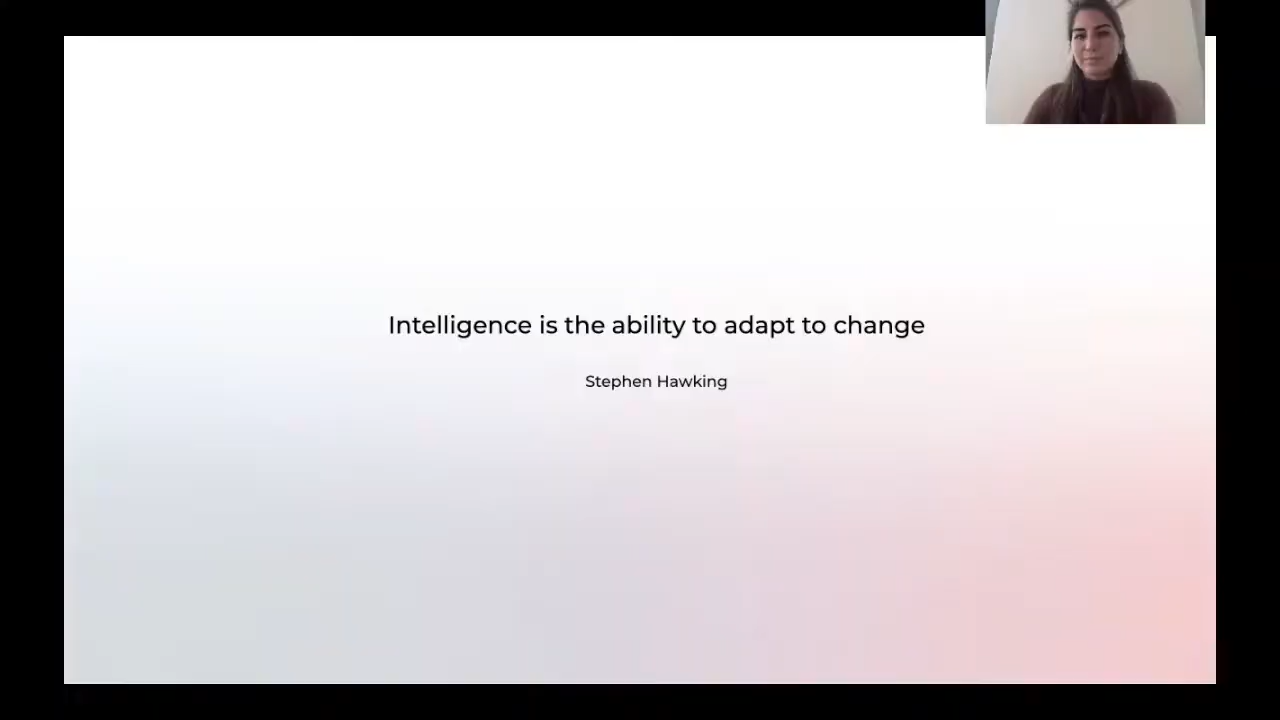 Intelligence is the ability to adapt to change
Stephen Hawking